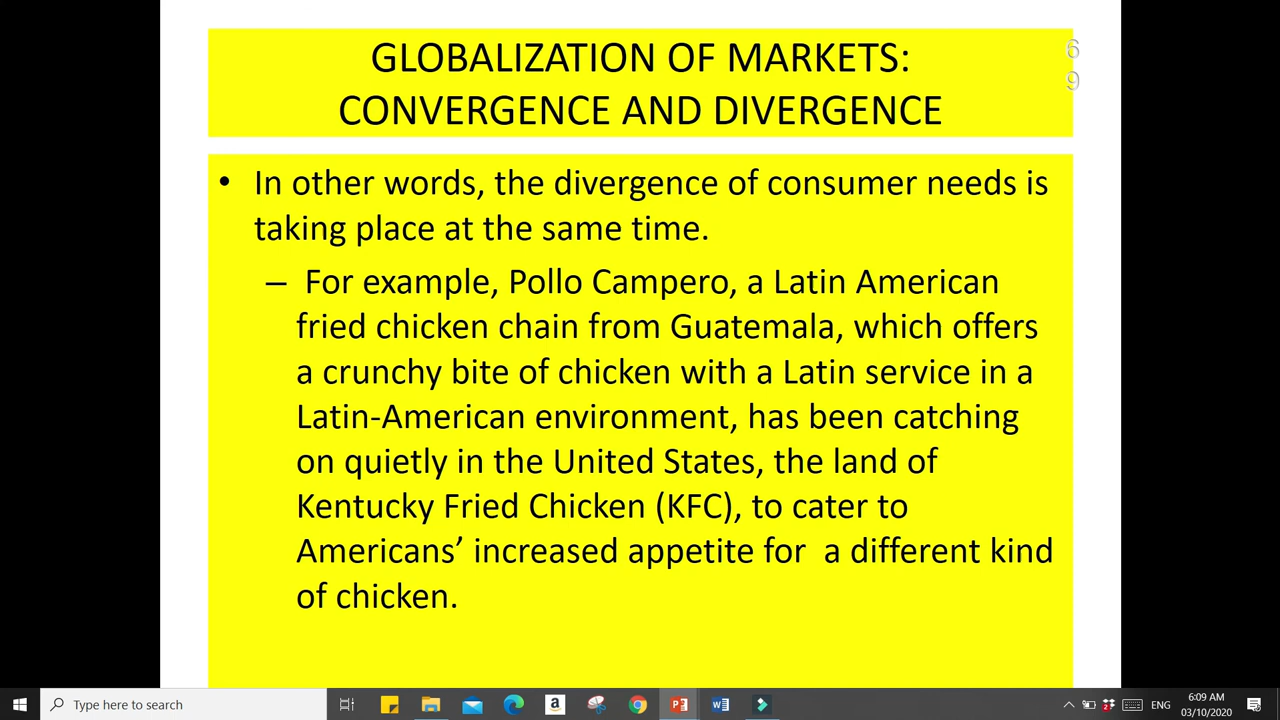 GLOBALIZATION OF MARKETS:
CONVERGENCE AND DIVERGENCE
6
9
• In other words, the divergence of consumer needs is
taking place at the same time.
– For example, Pollo Campero, a Latin American
fried chicken chain from Guatemala, which offers
a crunchy bite of chicken with a Latin service in a
Latin-American environment, has been catching
on quietly in the United States, the land of
Kentucky Fried Chicken (KFC), to cater to
Americans’ increased appetite for a different kind
of chicken.
Type here to search
a
ENG
6:09 AM
03/10/2020